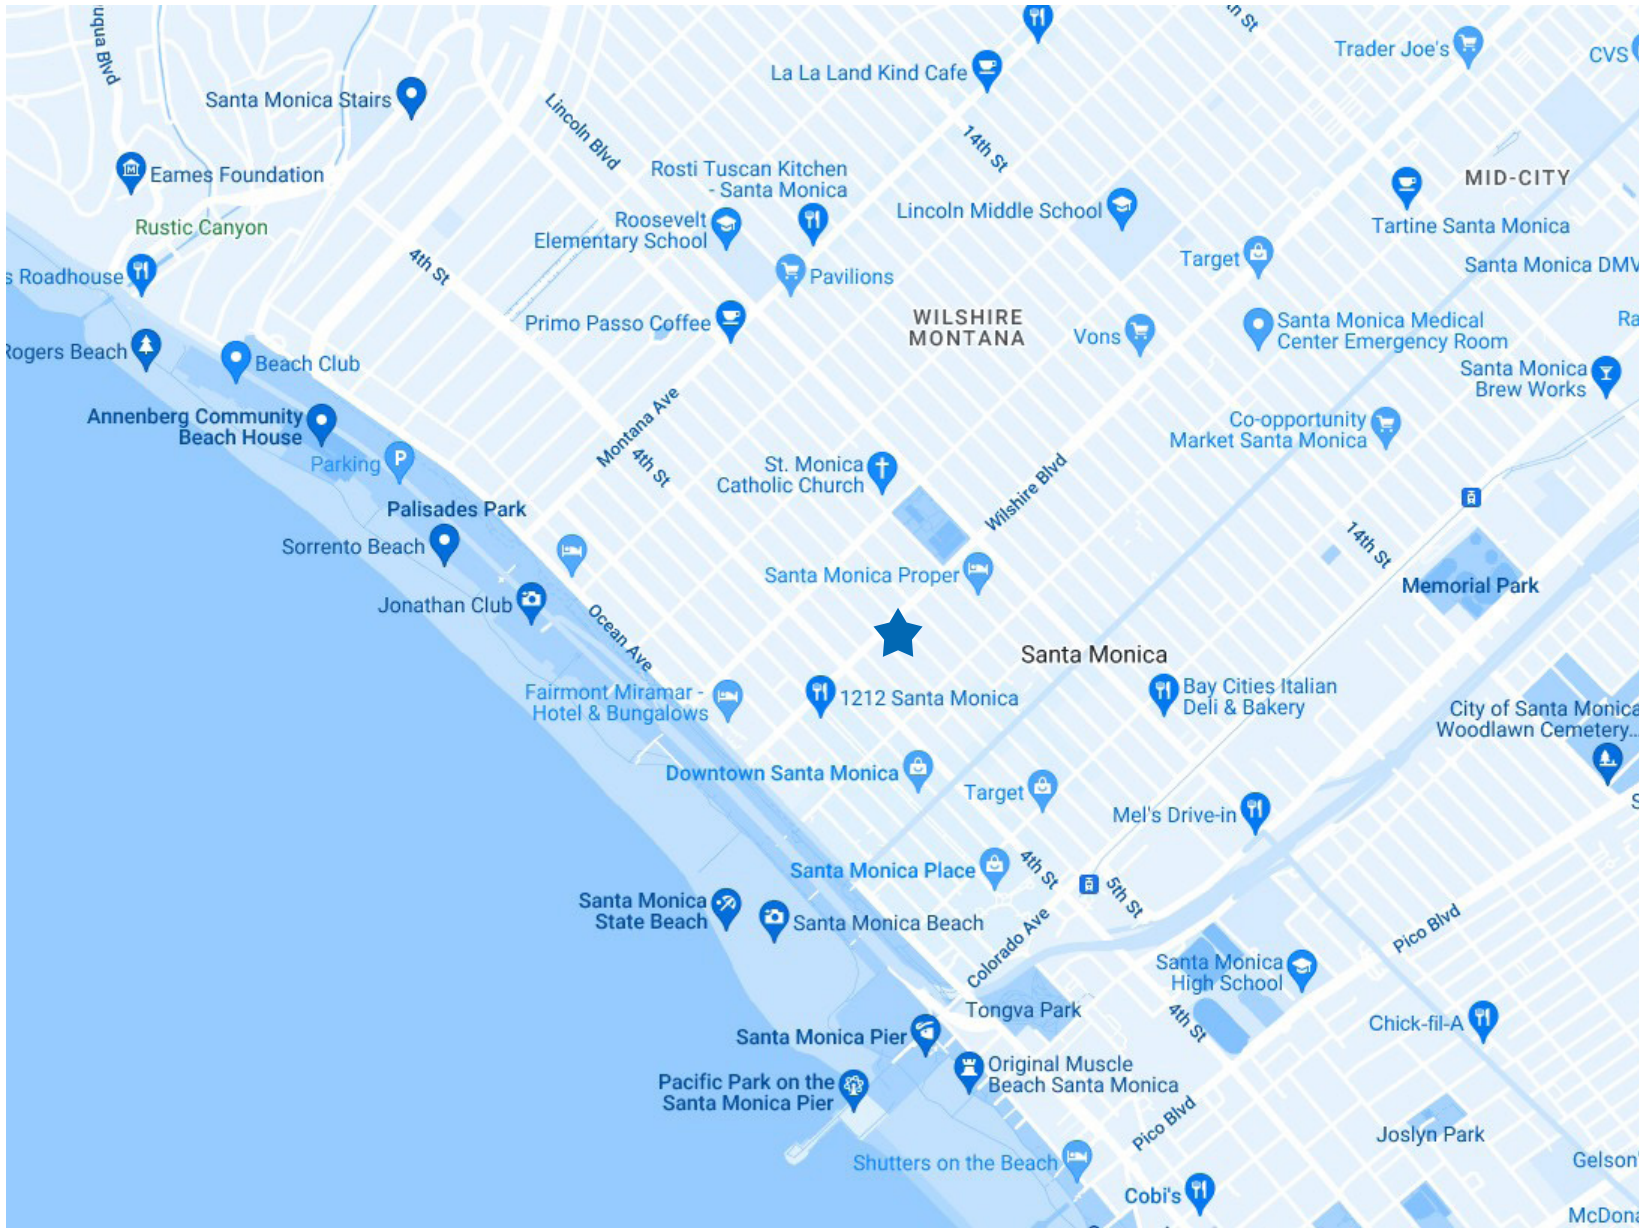 nqua Blvd
n St
Trader Joe's
CVS
La La Land Kind Cafe
Santa Monica Stairs
Lincoln Blvd
14th St
Eames Foundation
Rosti Tuscan Kitchen
- Santa Monica
MID-CITY
Roosevelt
Elementary School
Lincoln Middle School
Tartine Santa Monica
Rustic Canyon
4th St
Target
Santa Monica DMV
s Roadhouse
Pavilions
WILSHIRE
MONTANA
Primo Passo Coffee
Vons
Santa Monica Medical
Center Emergency Room
Ra
Rogers Beach
Beach Club
Santa Monica
Brew Works
Annenberg Community
Beach House
Montana Ave
Co-opportunity
Market Santa Monica
Parking
P
4th St
St. Monica
Catholic Church
Wilshire Blvd
Palisades Park
Sorrento Beach
14th St
Santa Monica Proper
Memorial Park
Jonathan Club
Ocean Ave
Santa Monica
Fairmont Miramar -
Hotel & Bungalows
1212 Santa Monica
Bay Cities Italian
Deli & Bakery
City of Santa Monica
Woodlawn Cemetery...
Downtown Santa Monica
Target
S
Mel's Drive-in
Santa Monica Place
4th St
5th St
Santa Monica
State Beach
Santa Monica Beach
Colorado Ave
Pico Blvd
Santa Monica
High School
Tongva Park
4th St
Chick-fil-A
Santa Monica Pier
Original Muscle
Beach Santa Monica
Pacific Park on the
Santa Monica Pier
Pico Blvd
Joslyn Park
Shutters on the Beach
Gelson'
Cobi's
McDona